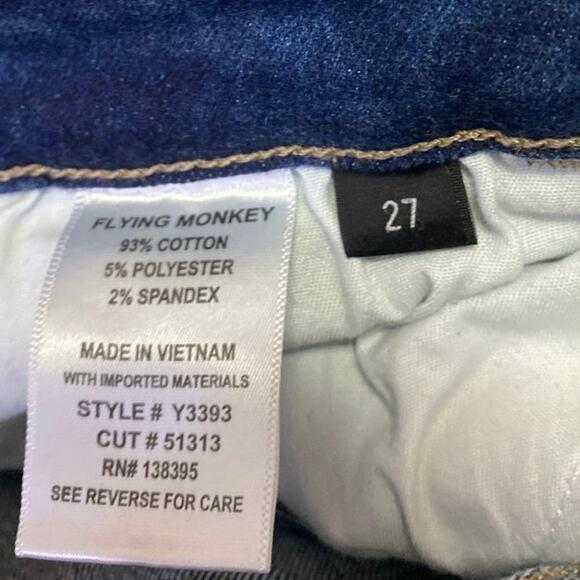 FLYING MONKEY
93% COTTON
5% POLYESTER
2% SPANDEX
MADE IN VIETNAM
WITH IMPORTED MATERIALS
STYLE # Y3393
CUT # 51313
RN# 138395
SEE REVERSE FOR CARE
27